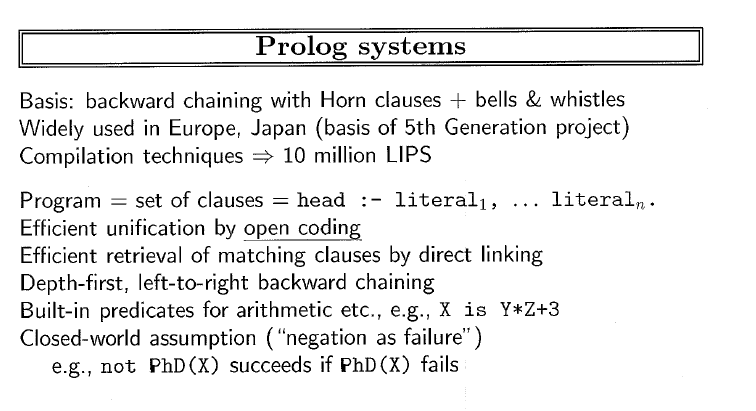 Prolog systems
Basis: backward chaining with Horn clauses + bells & whistles
Widely used in Europe, Japan (basis of 5th Generation project)
Compilation techniques ⇒ 10 million LIPS
Program = set of clauses = head :- literal₁, ... literalₙ.
Efficient unification by open coding
Efficient retrieval of matching clauses by direct linking
Depth-first, left-to-right backward chaining
Built-in predicates for arithmetic etc., e.g., X is Y*Z+3
Closed-world assumption ("negation as failure")
e.g., not PhD(X) succeeds if PhD(X) fails